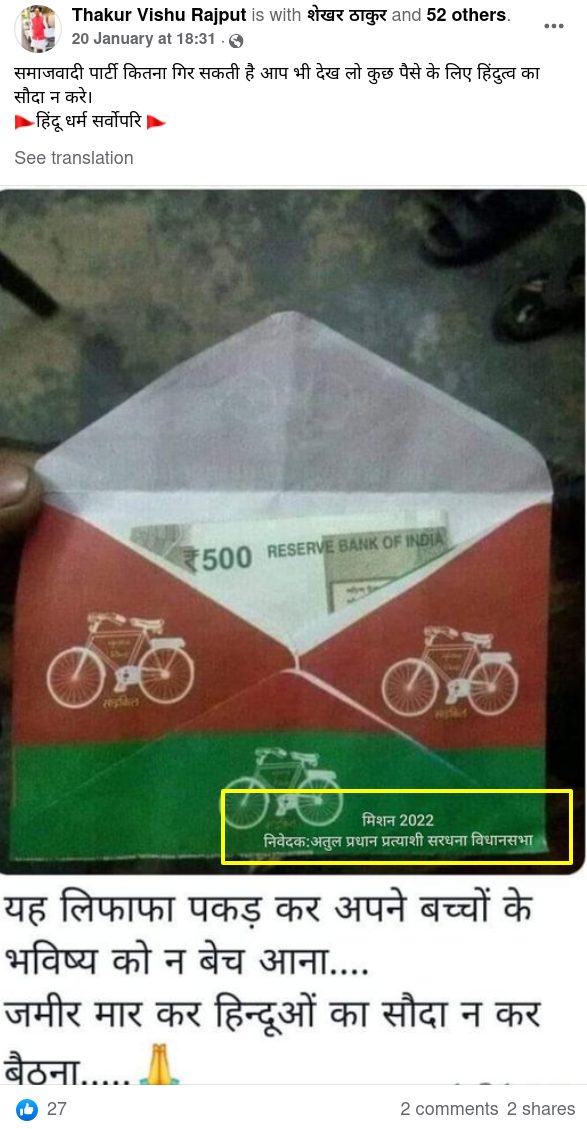 Thakur Vishu Rajput is with शेखर ठाकुर and 52 others.
20 January at 18:31 ·
समाजवादी पार्टी कितना गिर सकती है आप भी देख लो कुछ पैसे के लिए हिंदुत्व का
सौदा न करे।
🚩हिंदू धर्म सर्वोपरि 🚩
See translation
₹500 RESERVE BANK OF INDIA
साईकिल
साईकिल
मिशन 2022
निवेदक:अतुल प्रधान प्रत्याशी सरधना विधानसभा
यह लिफाफा पकड़ कर अपने बच्चों के
भविष्य को न बेच आना....
जमीर मार कर हिन्दूओं का सौदा न कर
बैठना.....🙏
27
2 comments 2 shares